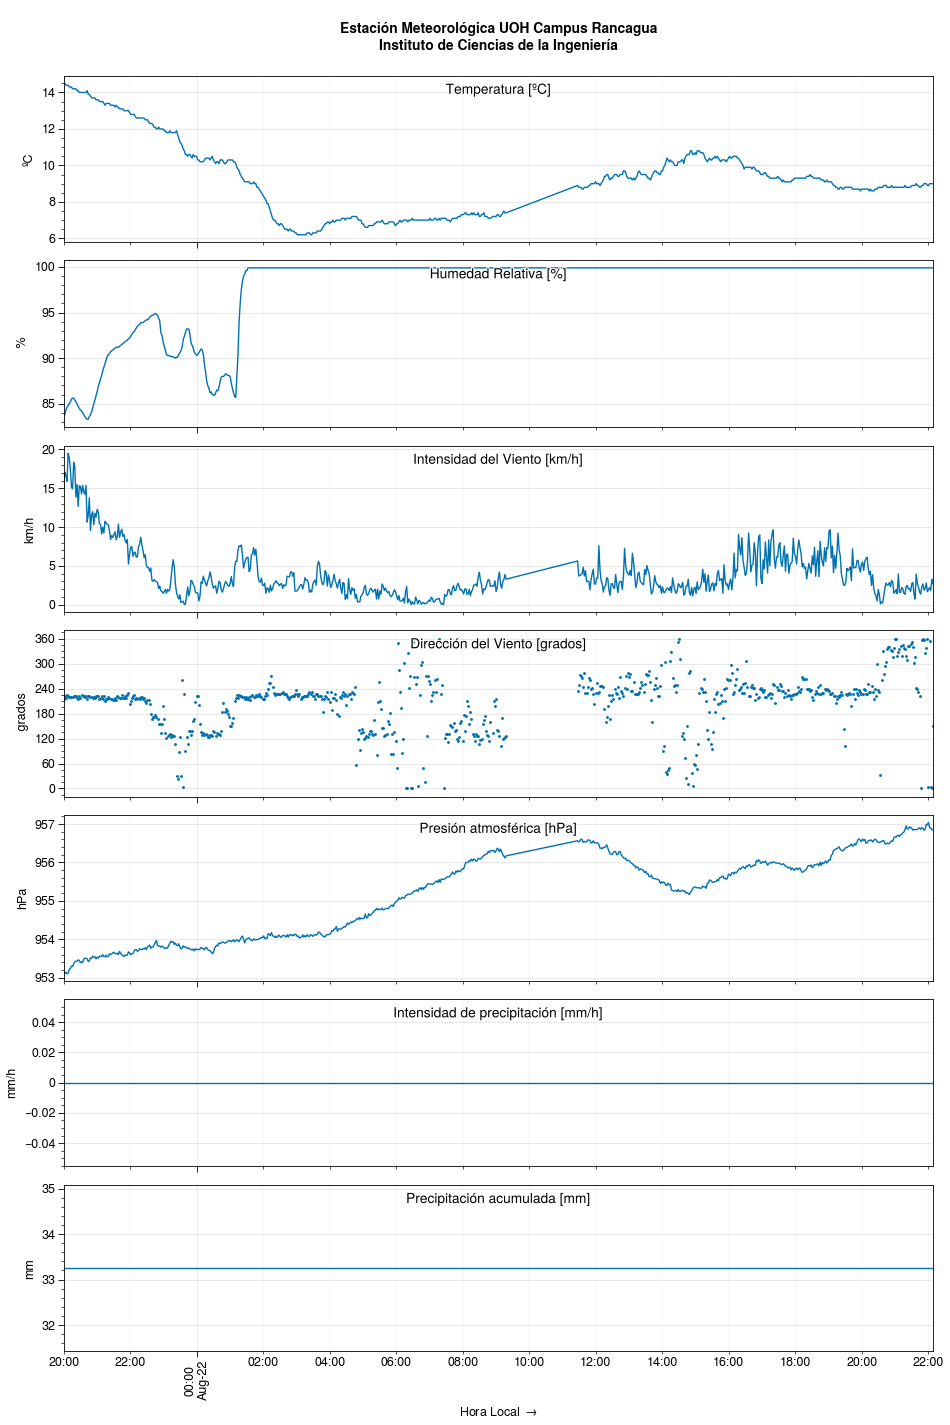 Estación Meteorológica UOH Campus Rancagua
Instituto de Ciencias de la Ingeniería
Temperatura [ºC]
ºC
14
12
10
8
6
Humedad Relativa [%]
%
100
95
90
85
Intensidad del Viento [km/h]
km/h
20
15
10
5
0
Dirección del Viento [grados]
grados
360
300
240
180
120
60
0
Presión atmosférica [hPa]
hPa
957
956
955
954
953
Intensidad de precipitación [mm/h]
mm/h
0.04
0.02
0
−0.02
−0.04
Precipitación acumulada [mm]
mm
35
34
33
32
20:00 22:00 00:00 02:00 04:00 06:00 08:00 10:00 12:00 14:00 16:00 18:00 20:00 22:00
Aug-22
Hora Local →